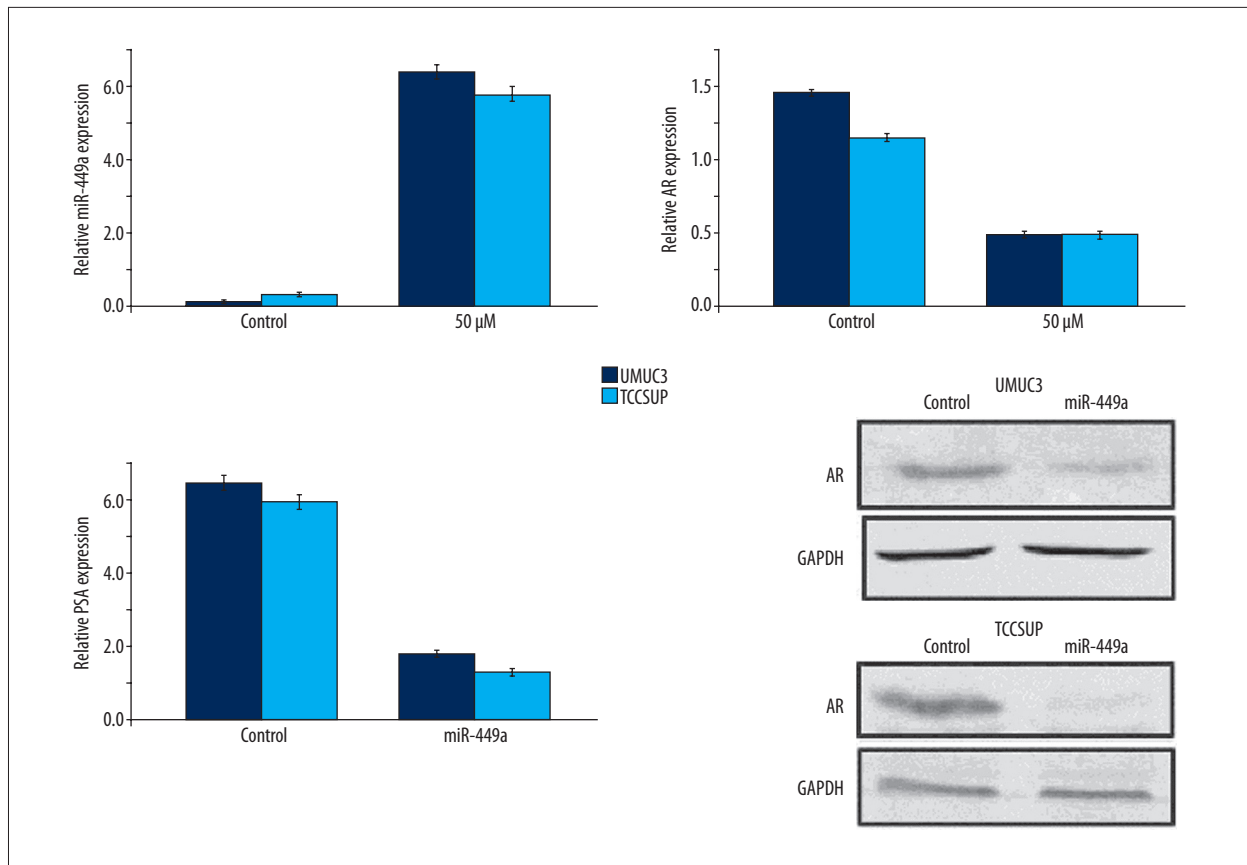 Relative miR-449a expression
6.0
4.0
2.0
0.0
Control
50 µM
Relative AR expression
1.5
1.0
0.5
0.0
Control
50 µM
UMUC3
TCCSUP
Relative PSA expression
6.0
4.0
2.0
0.0
Control
miR-449a
UMUC3
Control
miR-449a
AR
GAPDH
TCCSUP
Control
miR-449a
AR
GAPDH